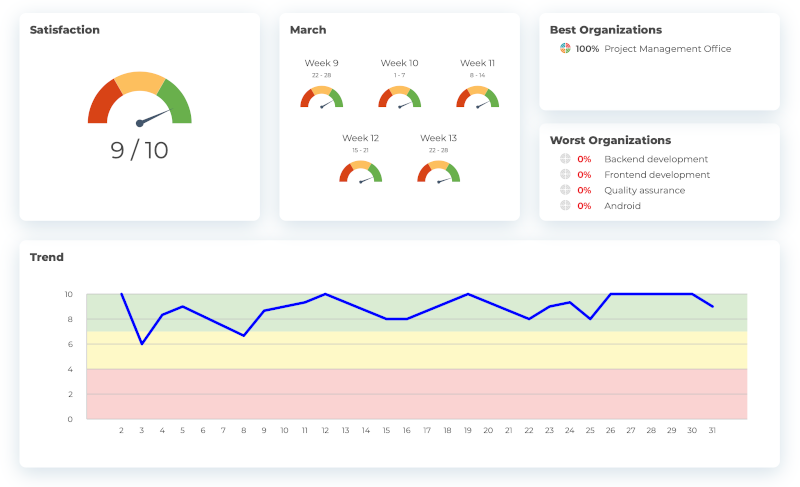 Satisfaction
9 / 10
March
Week 9
22 - 28
Week 10
1 - 7
Week 11
8 - 14
Week 12
15 - 21
Week 13
22 - 28
Best Organizations
100% Project Management Office
Worst Organizations
0% Backend development
0% Frontend development
0% Quality assurance
0% Android
Trend
10
8
6
4
2
0
2 3 4 5 6 7 8 9 10 11 12 13 14 15 16 17 18 19 20 21 22 23 24 25 26 27 28 29 30 31